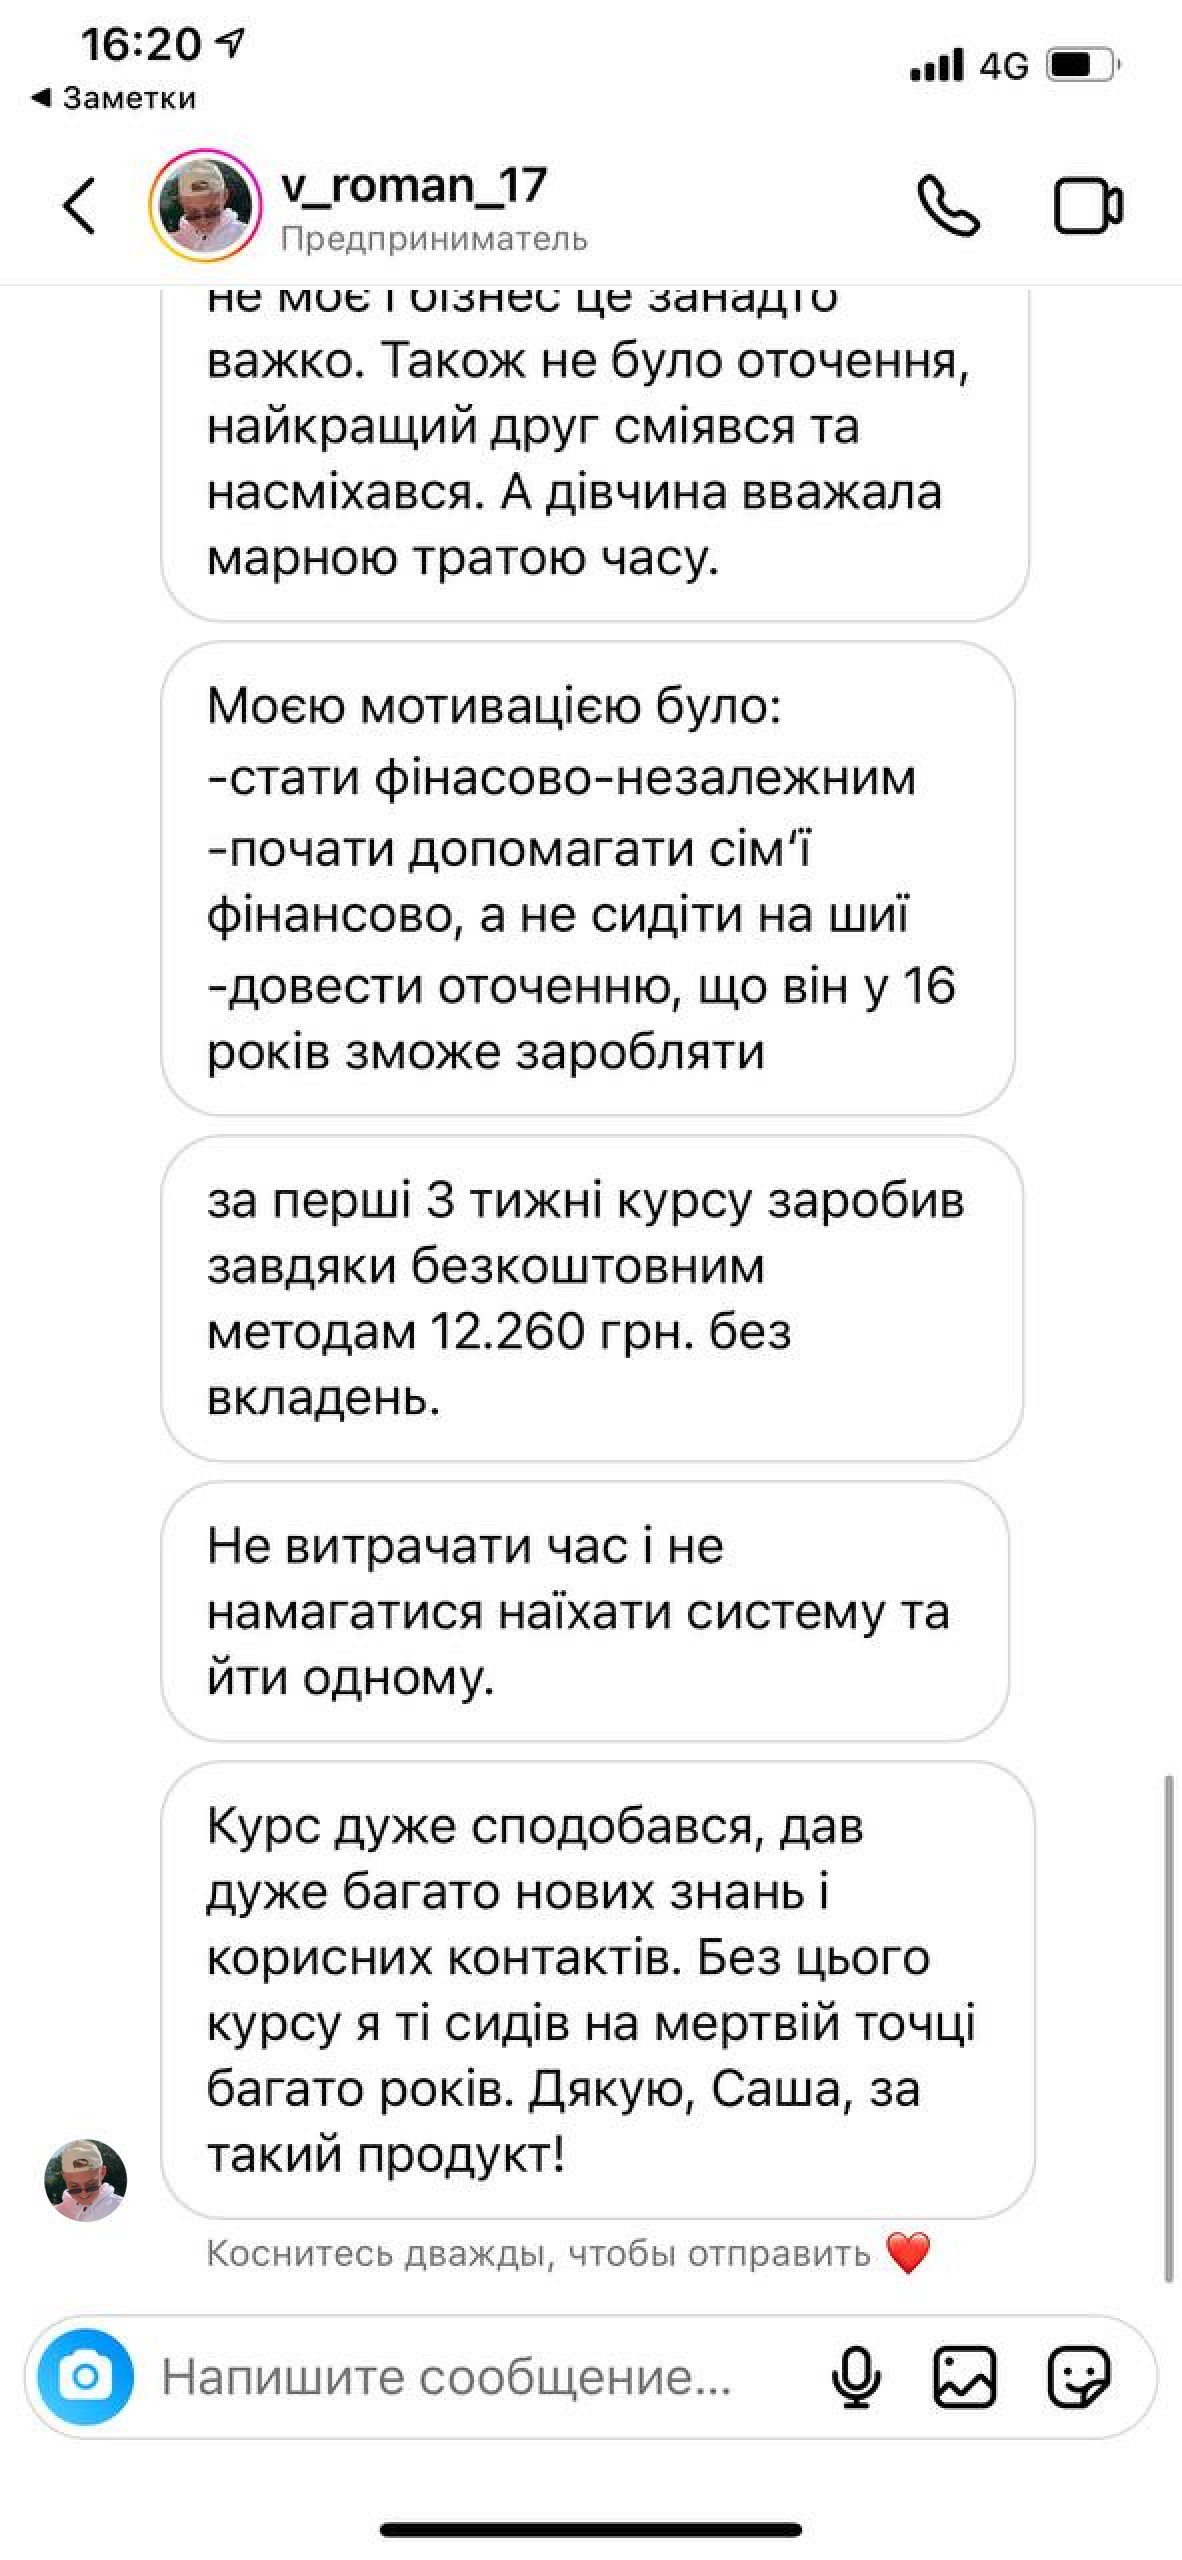 16:20
Заметки
4G
v_roman_17
Предприниматель
не моє і бізнес це занадто
важко. Також не було оточення,
найкращий друг сміявся та
насміхався. А дівчина вважала
марною тратою часу.
Моєю мотивацією було:
-стати фінасово-незалежним
-почати допомагати сім‘ї
фінансово, а не сидіти на шиї
-довести оточенню, що він у 16
років зможе заробляти
за перші 3 тижні курсу заробив
завдяки безкоштовним
методам 12.260 грн. без
вкладень.
Не витрачати час і не
намагатися наїхати систему та
йти одному.
Курс дуже сподобався, дав
дуже багато нових знань і
корисних контактів. Без цього
курсу я ті сидів на мертвій точці
багато років. Дякую, Саша, за
такий продукт!
Коснитесь дважды, чтобы отправить ❤️
Напишите сообщение...